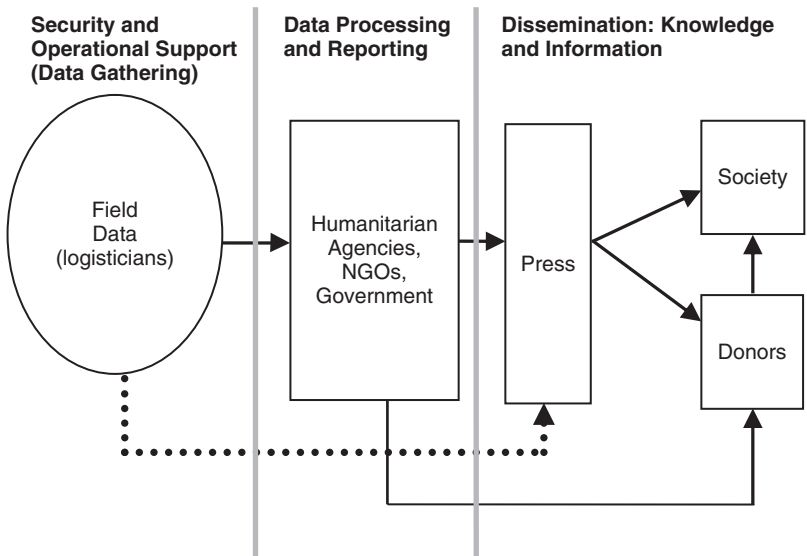 Security and
Operational Support
(Data Gathering)
Data Processing
and Reporting
Dissemination: Knowledge
and Information
Field
Data
(logisticians)
Humanitarian
Agencies,
NGOs,
Government
Press
Society
Donors